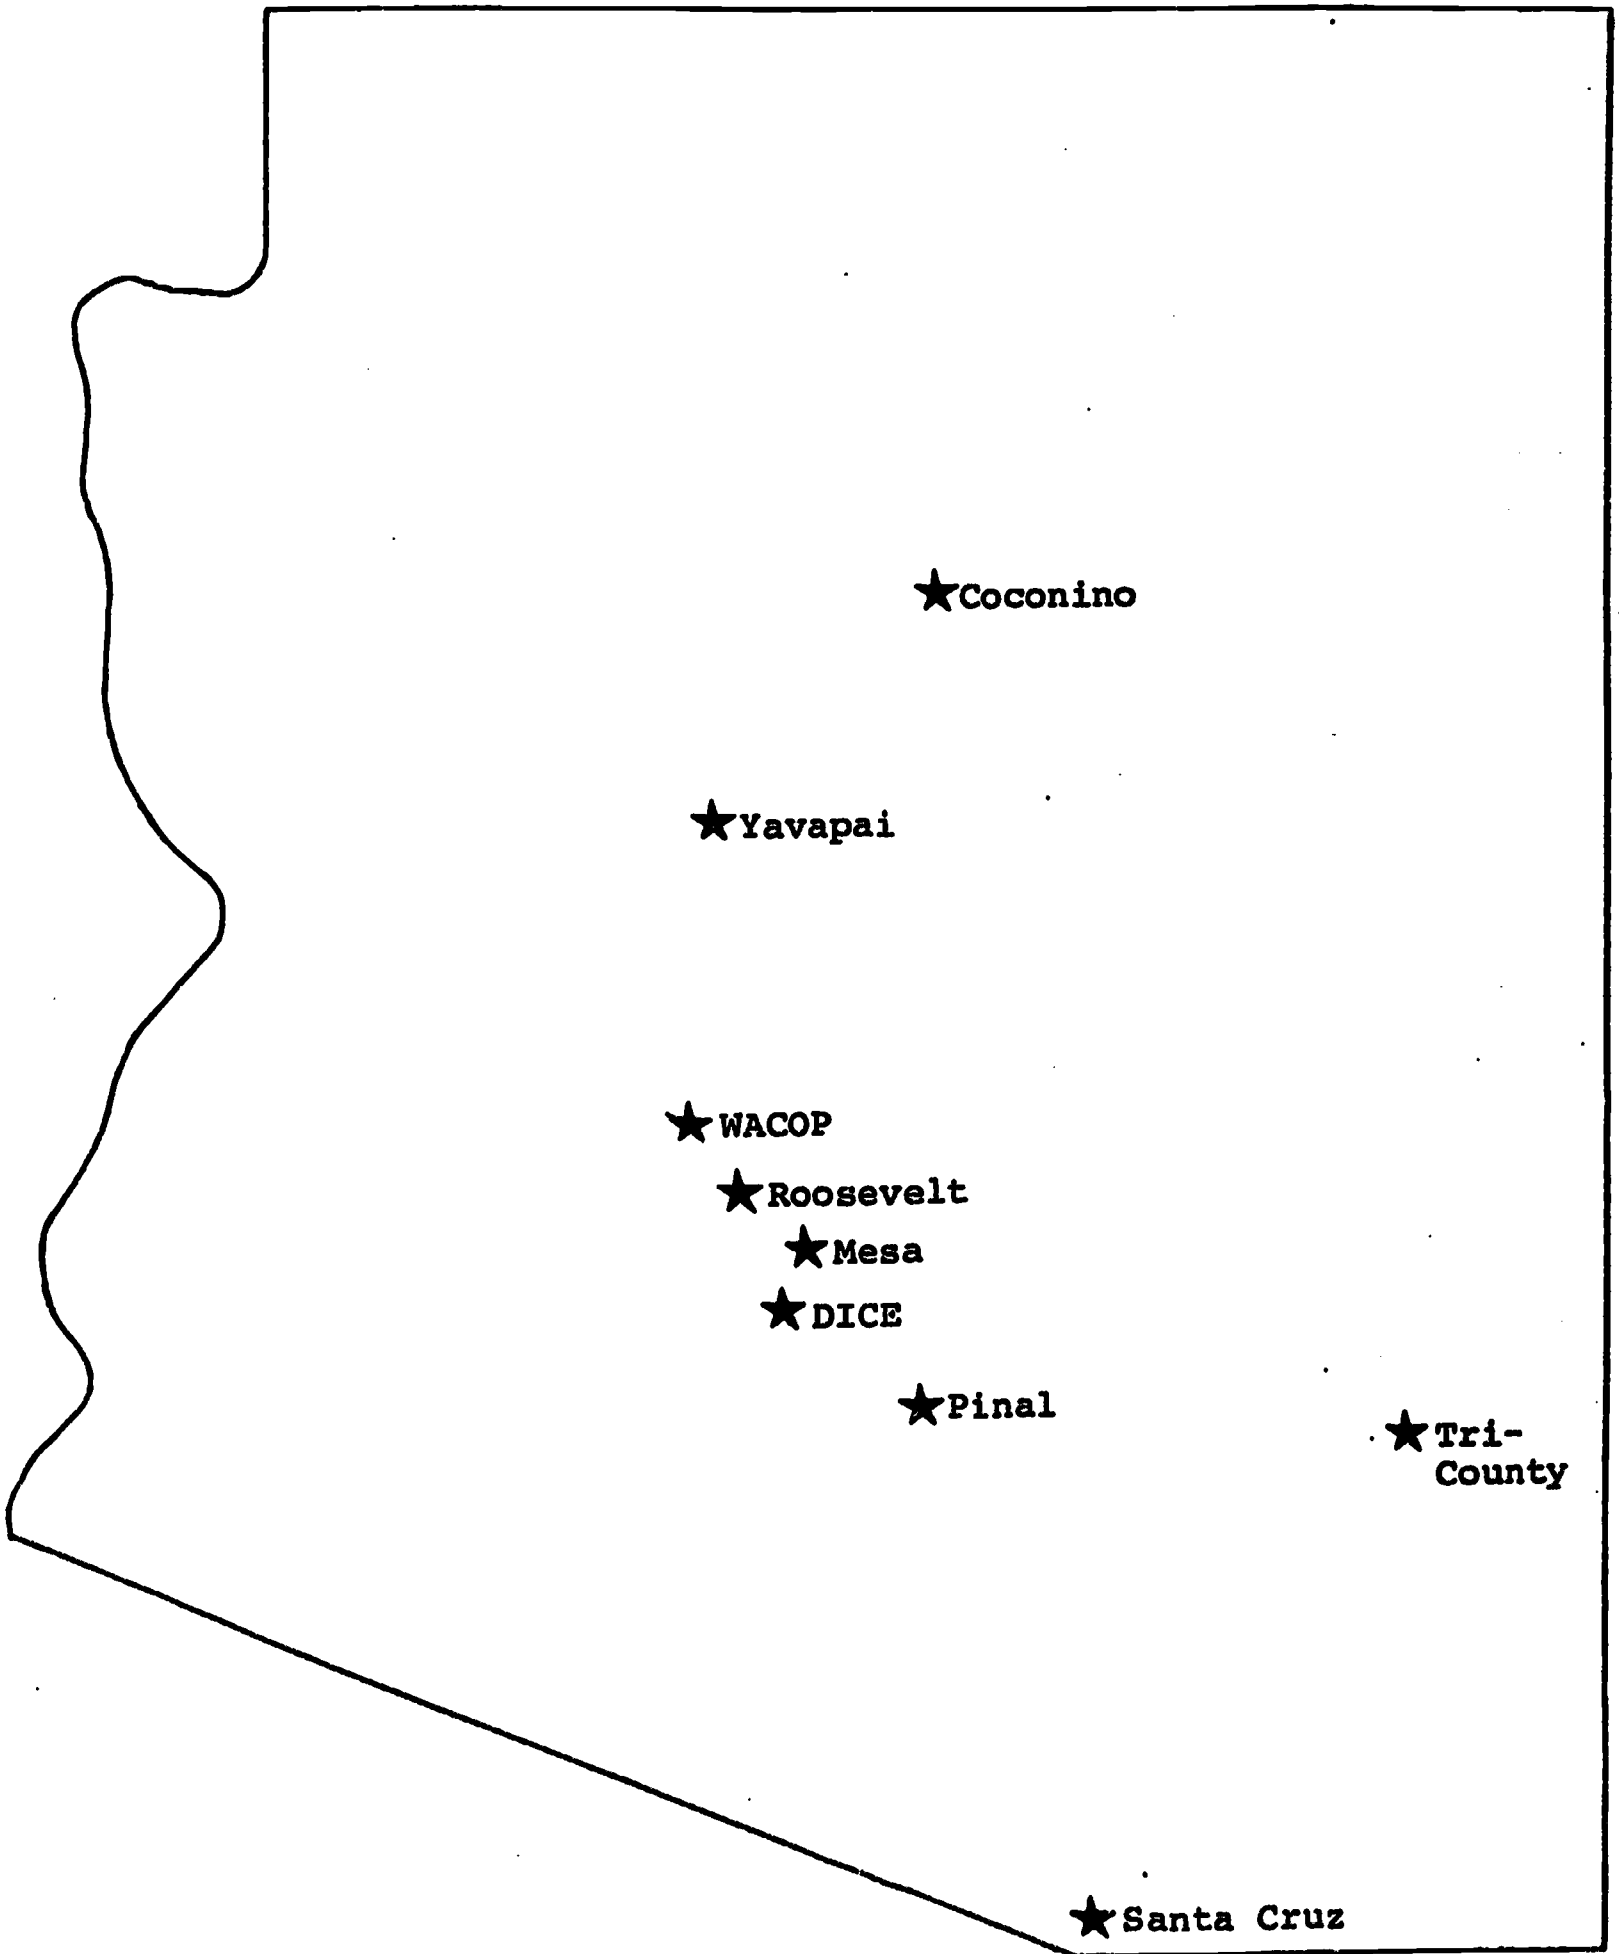 Coconino
Yavapai
WACOP
Roosevelt
Mesa
DICE
Pinal
Tri-
County
Santa Cruz